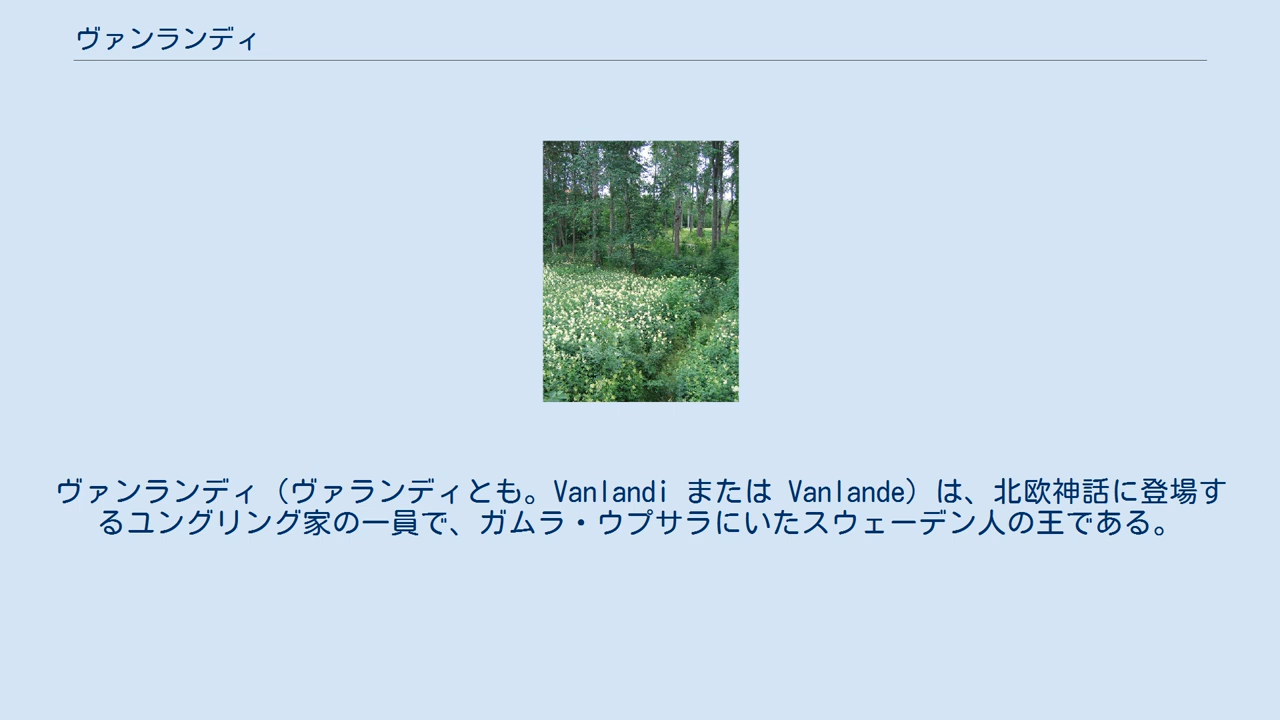 ヴァンランディ
ヴァンランディ（ヴァランディとも。Vanlandi または Vanlande）は、北欧神話に登場す
るユングリング家の一員で、ガムラ・ウプサラにいたスウェーデン人の王である。